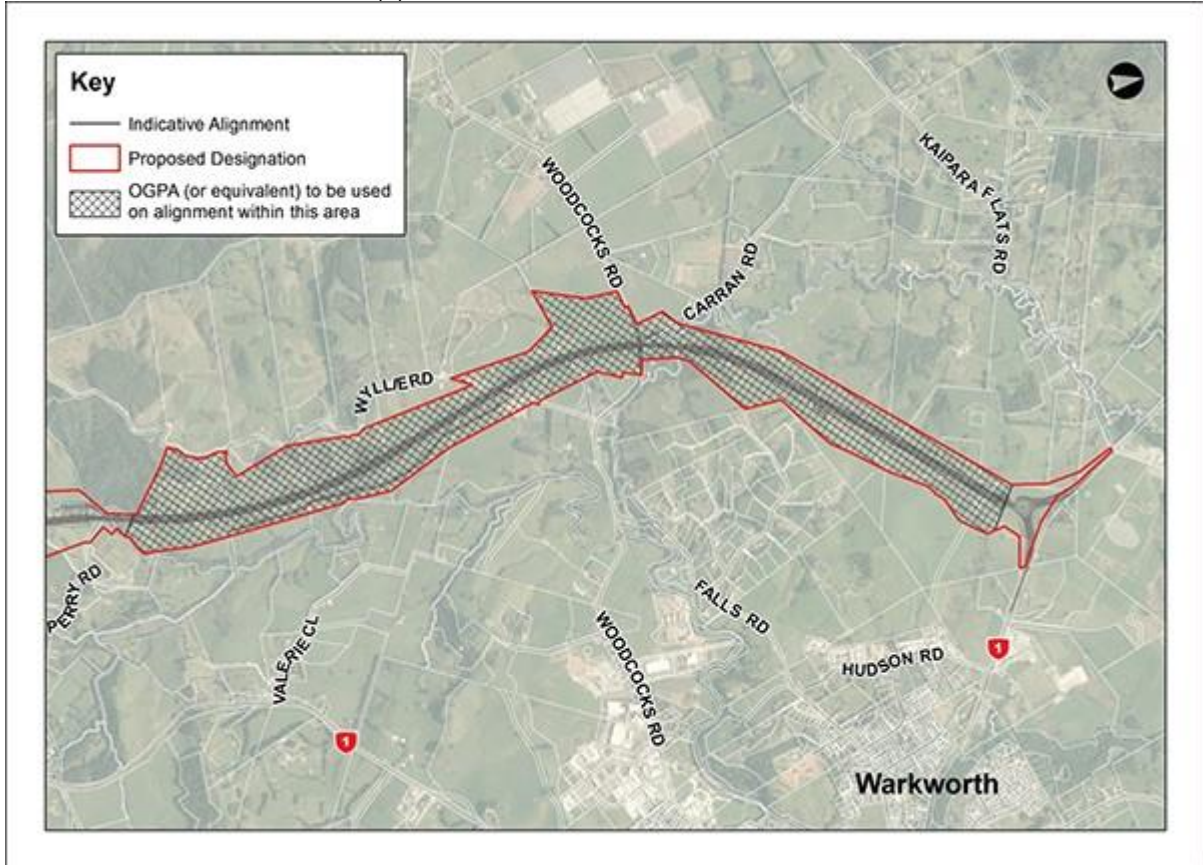 Key
Indicative Alignment
Proposed Designation
OGPA (or equivalent) to be used
on alignment within this area
WOODCOCKS RD
KAIPARA FLATS RD
CARRAN RD
WYLLIE RD
PERRY RD
VALERIE CL
FALLS RD
WOODCOCKS RD
HUDSON RD
1
1
Warkworth